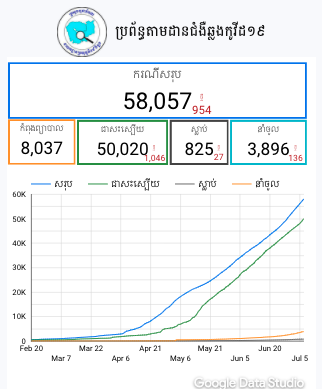 ប្រព័ន្ធតាមដានជំងឺឆ្លងកូវីដ១៩
ករណីសរុប
58,057 954
កំពុងព្យាបាល
8,037
ជាសះស្បើយ
50,020 1,046
ស្លាប់
825 27
នាំចូល
3,896 136
សរុប ជាសះស្បើយ ស្លាប់ នាំចូល
60K
50K
40K
30K
20K
10K
0
Feb 20 Mar 22 Apr 21 May 21 Jun 20 Jul 5
Mar 7 Apr 6 May 6 Jun 5
Google Data Studio